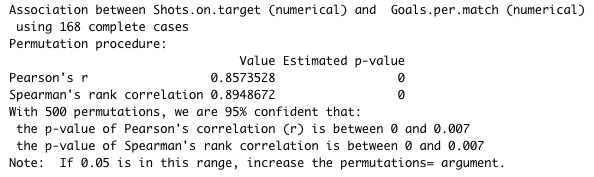 Association between Shots.on.target (numerical) and  Goals.per.match (numerical)
 using 168 complete cases
Permutation procedure:
                              Value Estimated p-value
Pearson's r               0.8573528                 0
Spearman's rank correlation 0.8948672                 0
With 500 permutations, we are 95% confident that:
 the p-value of Pearson's correlation (r) is between 0 and 0.007
 the p-value of Spearman's rank correlation is between 0 and 0.007
Note:  If 0.05 is in this range, increase the permutations= argument.